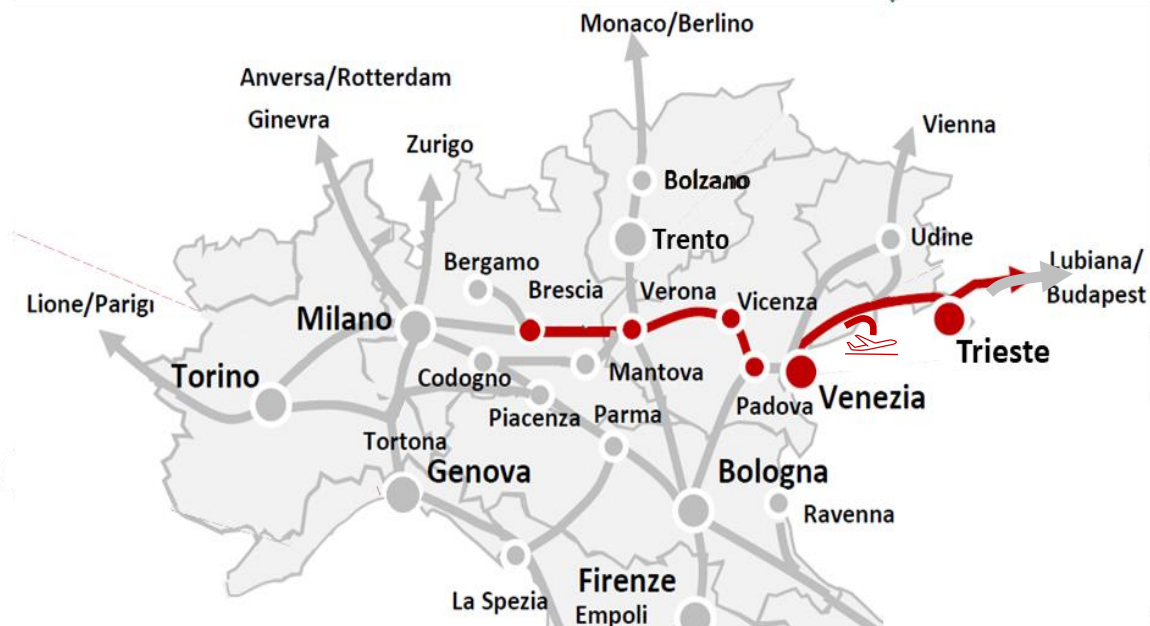 Monaco/Berlino
Anversa/Rotterdam
Ginevra
Zurigo
Vienna
Bolzano
Trento
Udine
Bergamo
Brescia
Verona
Vicenza
Lubiana/
Budapest
Lione/Parigi
Milano
Trieste
Torino
Codogno
Mantova
Piacenza
Parma
Padova
Venezia
Tortona
Genova
Bologna
Ravenna
La Spezia
Firenze
Empoli